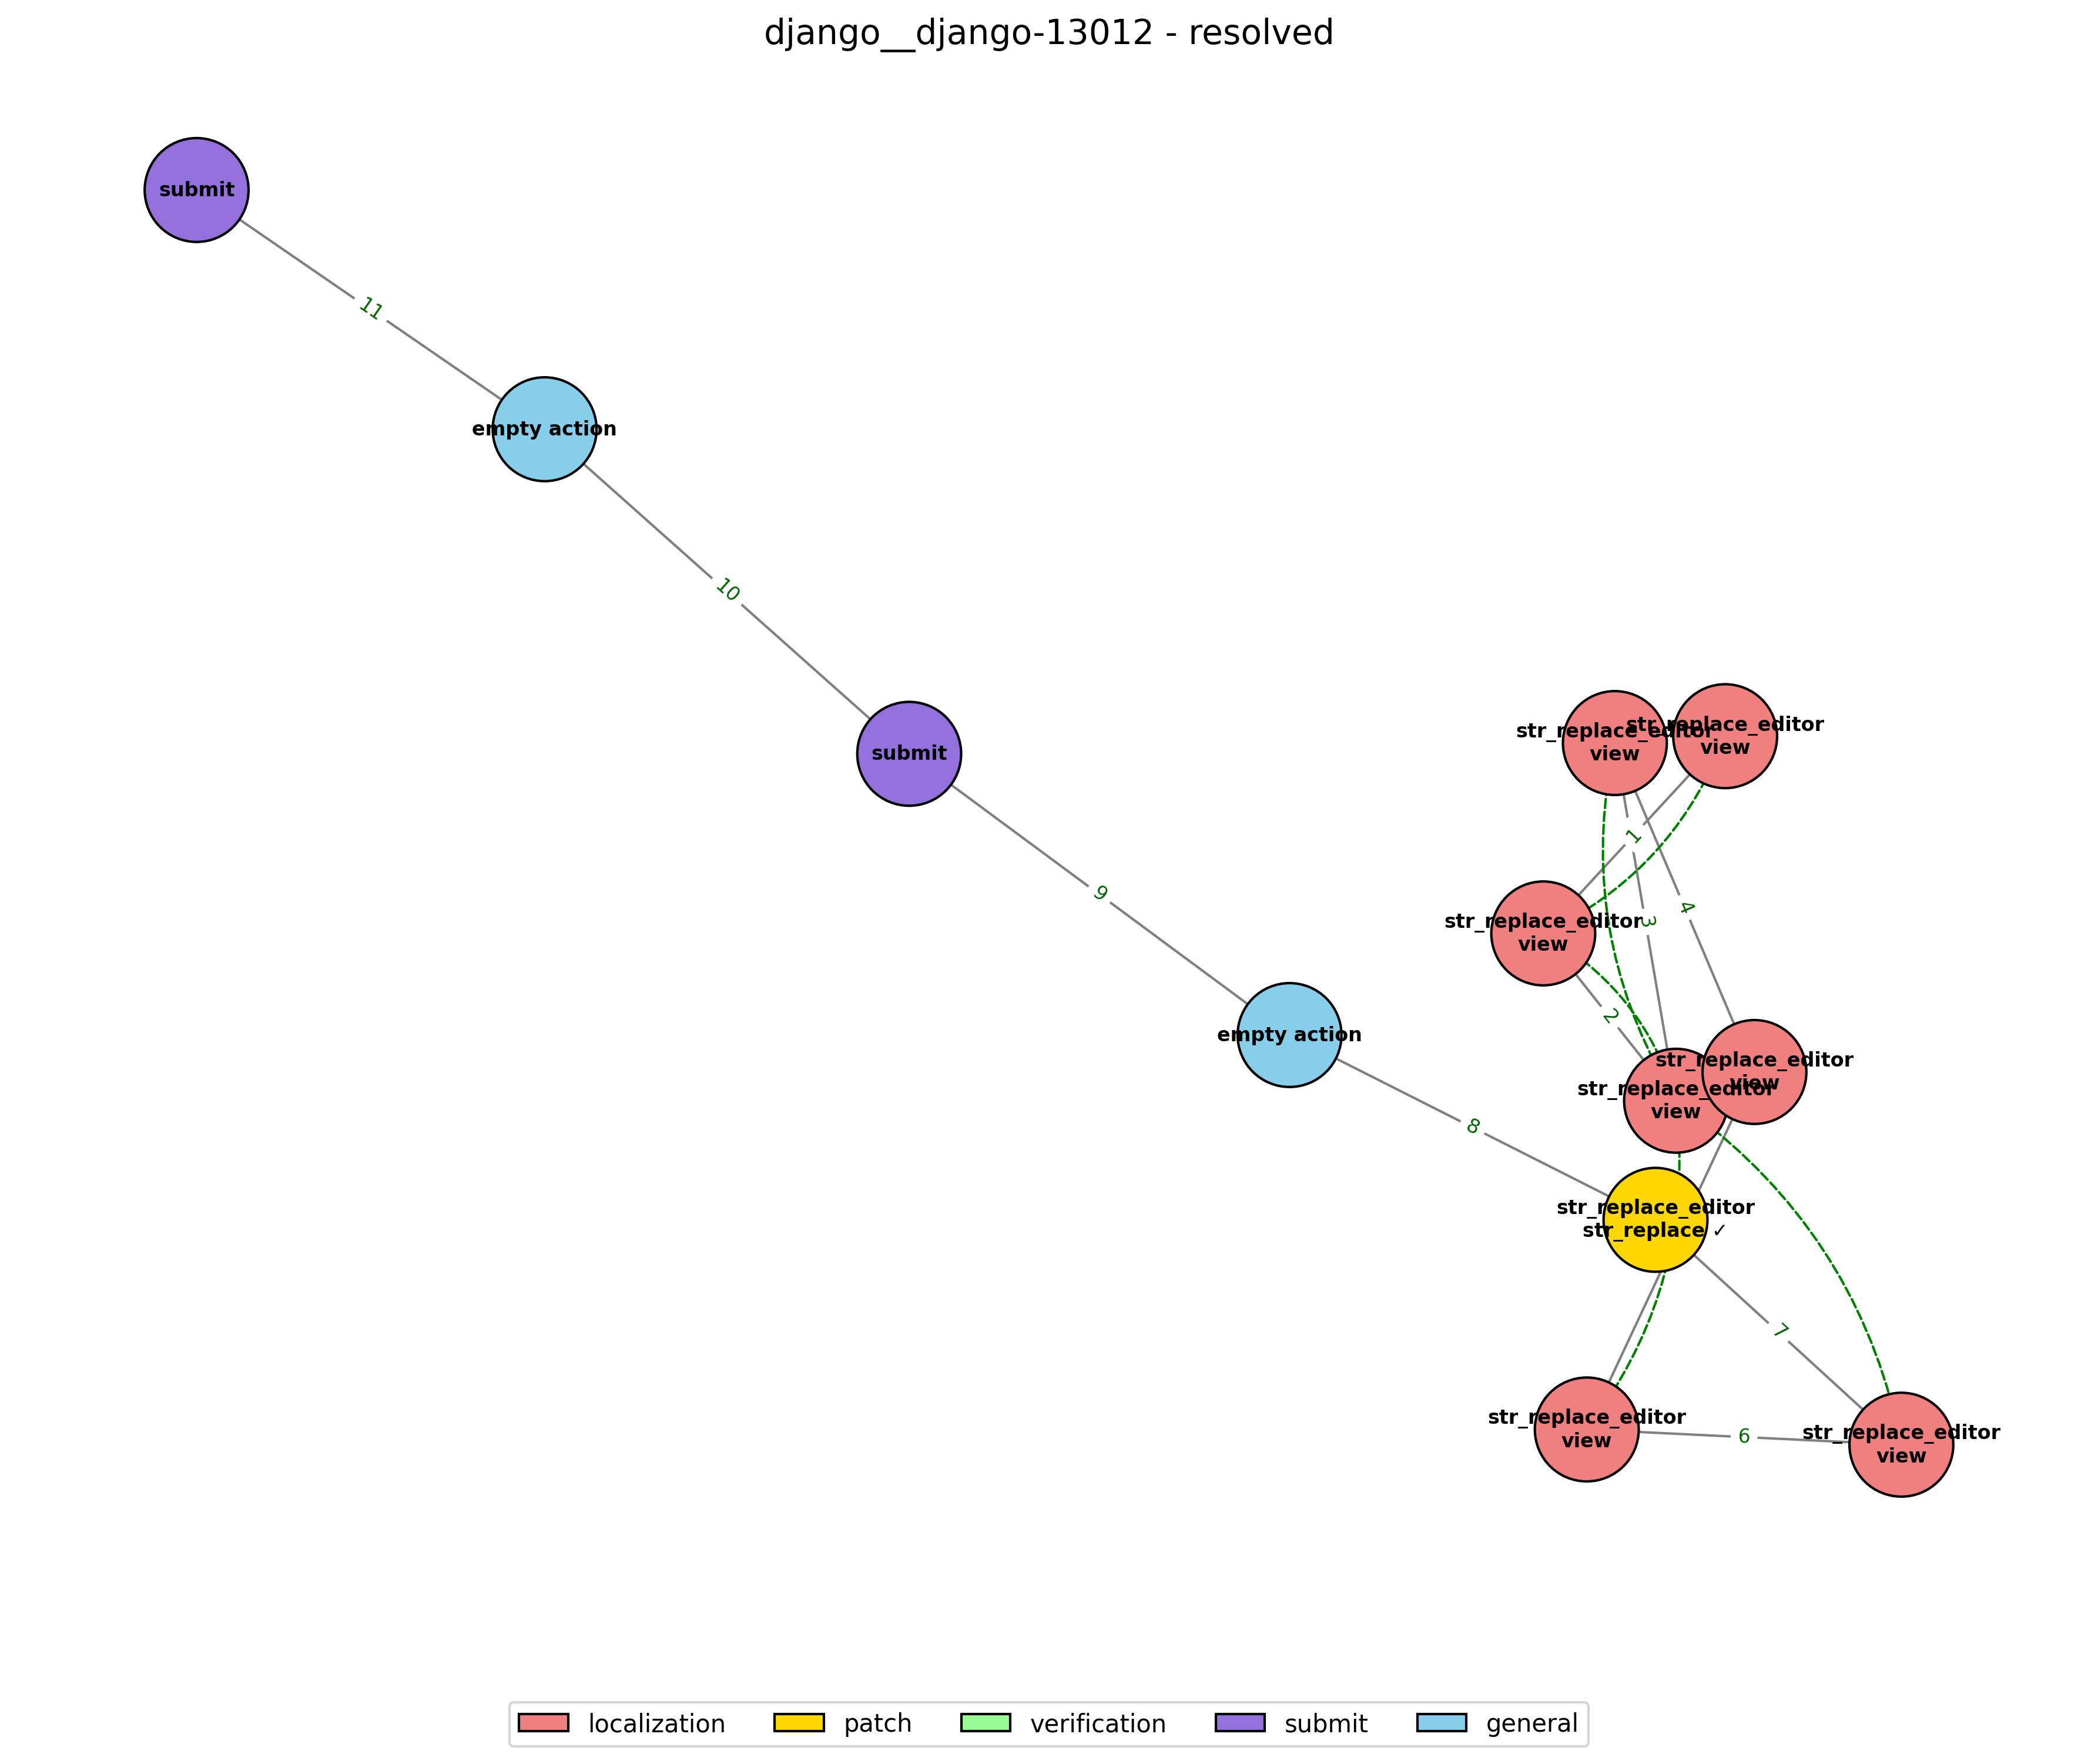 django__django-13012 - resolved
submit
11
empty action
10
submit
9
empty action
8
str_replace_editor
view
str_replace_editor
view
1
3
4
str_replace_editor
view
2
str_replace_editor
view
str_replace_editor
view
str_replace_editor
str_replace ✓
7
str_replace_editor
view
6
str_replace_editor
view
localization
patch
verification
submit
general